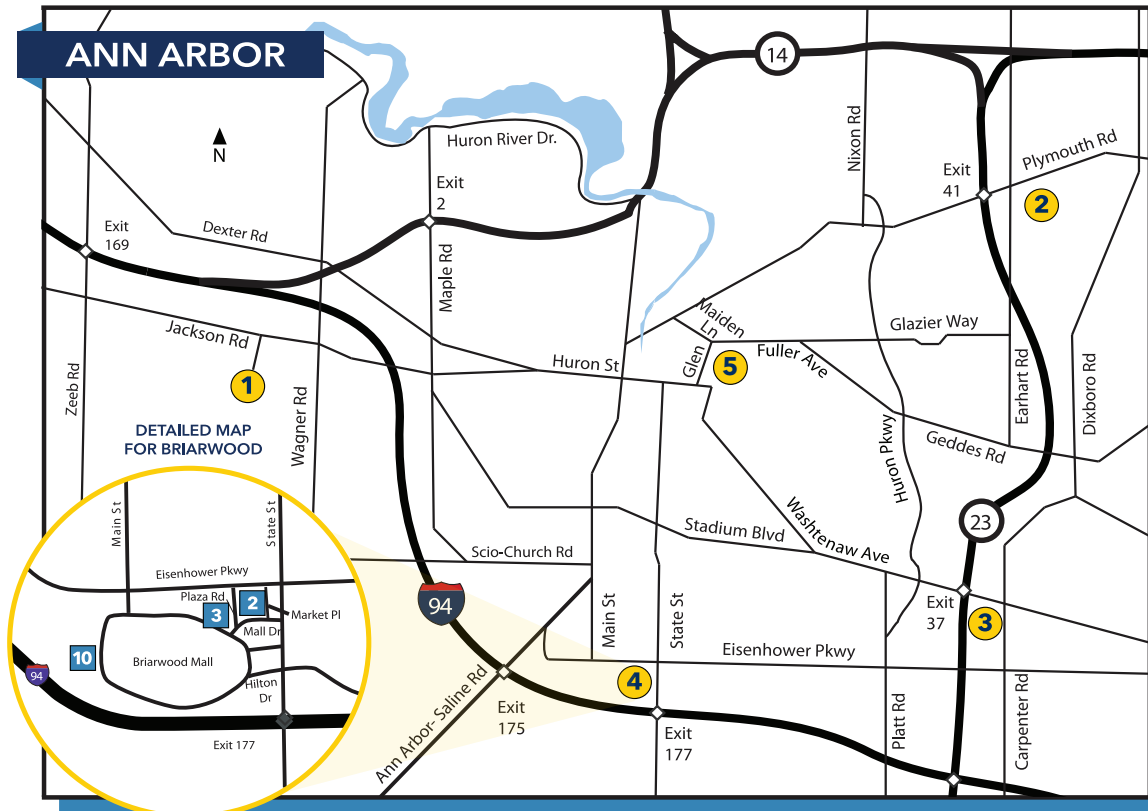 ANN ARBOR
N
14
Huron River Dr.
Nixon Rd
Plymouth Rd
Exit
41
2
Exit
2
Exit
169
Dexter Rd
Maple Rd
Maiden
Ln
Glazier Way
Jackson Rd
Huron St
Glen
5
Fuller Ave
Earhart Rd
Dixboro Rd
1
Zeeb Rd
Wagner Rd
Geddes Rd
Huron Pkwy
DETAILED MAP
FOR BRIARWOOD
23
Stadium Blvd
Washtenaw Ave
Scio-Church Rd
94
Main St
State St
Exit
37
3
Eisenhower Pkwy
4
Ann Arbor- Saline Rd
Exit
175
Exit
177
Platt Rd
Carpenter Rd
Main St
State St
Eisenhower Pkwy
Plaza Rd
2
3
Market Pl
Mall Dr
10
Briarwood Mall
94
Hilton
Dr
Exit 177